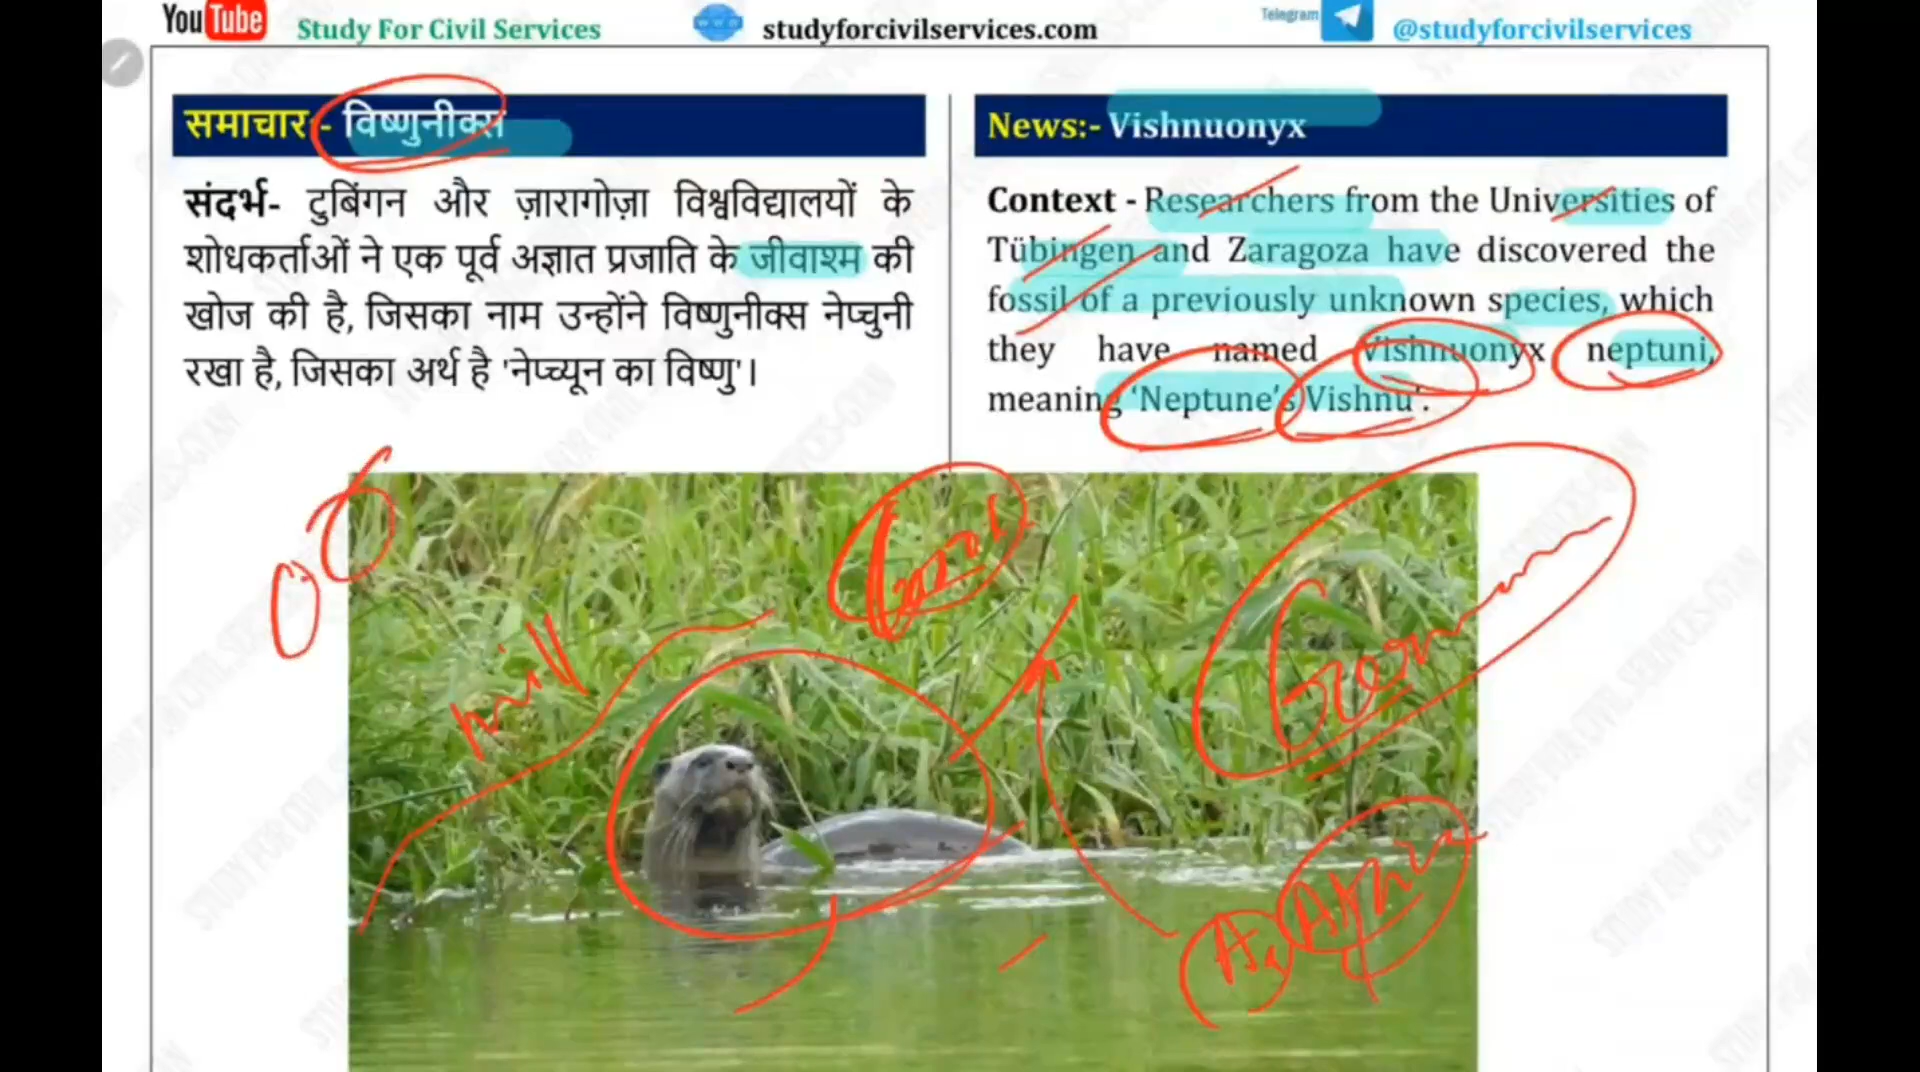 YouTube Study For Civil Services studyforcivilservices.com Telegram @studyforcivilservices
समाचार:- विष्णुनीक्स
संदर्भ- टुबिंगन और ज़ारागोज़ा विश्वविद्यालयों के
शोधकर्ताओं ने एक पूर्व अज्ञात प्रजाति के जीवाश्म की
खोज की है, जिसका नाम उन्होंने विष्णुनीक्स नेप्चुनी
रखा है, जिसका अर्थ है 'नेप्च्यून का विष्णु'।
News:- Vishnuonyx
Context - Researchers from the Universities of
Tübingen and Zaragoza have discovered the
fossil of a previously unknown species, which
they have named Vishnuonyx neptuni,
meaning 'Neptune's Vishnu'.
mill
German